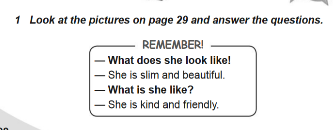 1 Look at the pictures on page 29 and answer the questions.
REMEMBER!
— What does she look like!
— She is slim and beautiful.
— What is she like?
— She is kind and friendly.